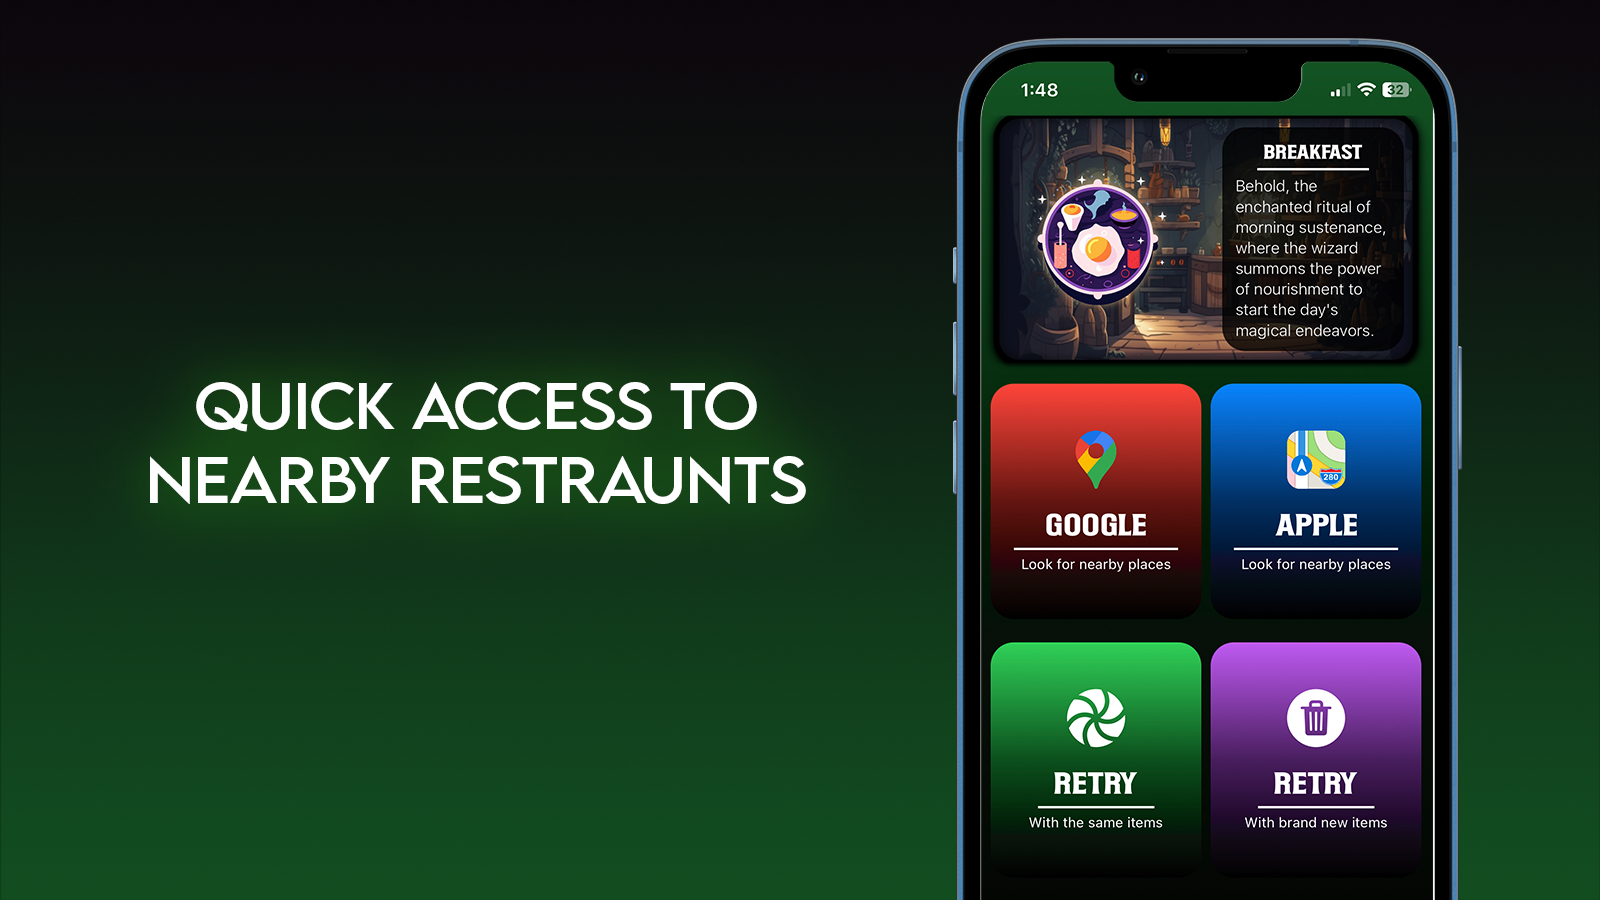 QUICK ACCESS TO
NEARBY RESTRAUNTS
1:48
32
BREAKFAST
Behold, the
enchanted ritual of
morning sustenance,
where the wizard
summons the power
of nourishment to
start the day's
magical endeavors.
GOOGLE
Look for nearby places
280
APPLE
Look for nearby places
RETRY
With the same items
RETRY
With brand new items